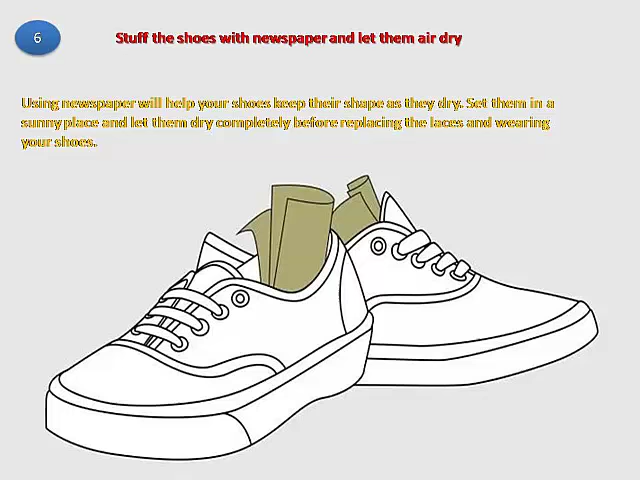 6
Stuff the shoes with newspaper and let them air dry
Using newspaper will help your shoes keep their shape as they dry. Set them in a
sunny place and let them dry completely before replacing the laces and wearing
your shoes.